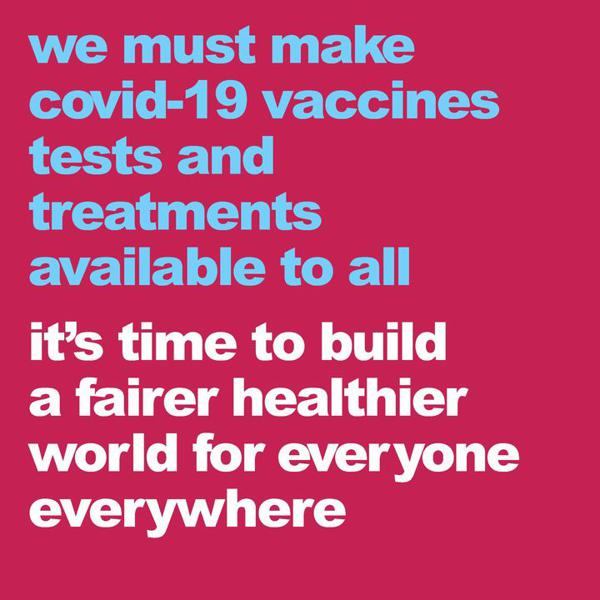 we must make
covid-19 vaccines
tests and
treatments
available to all
it’s time to build
a fairer healthier
world for everyone
everywhere